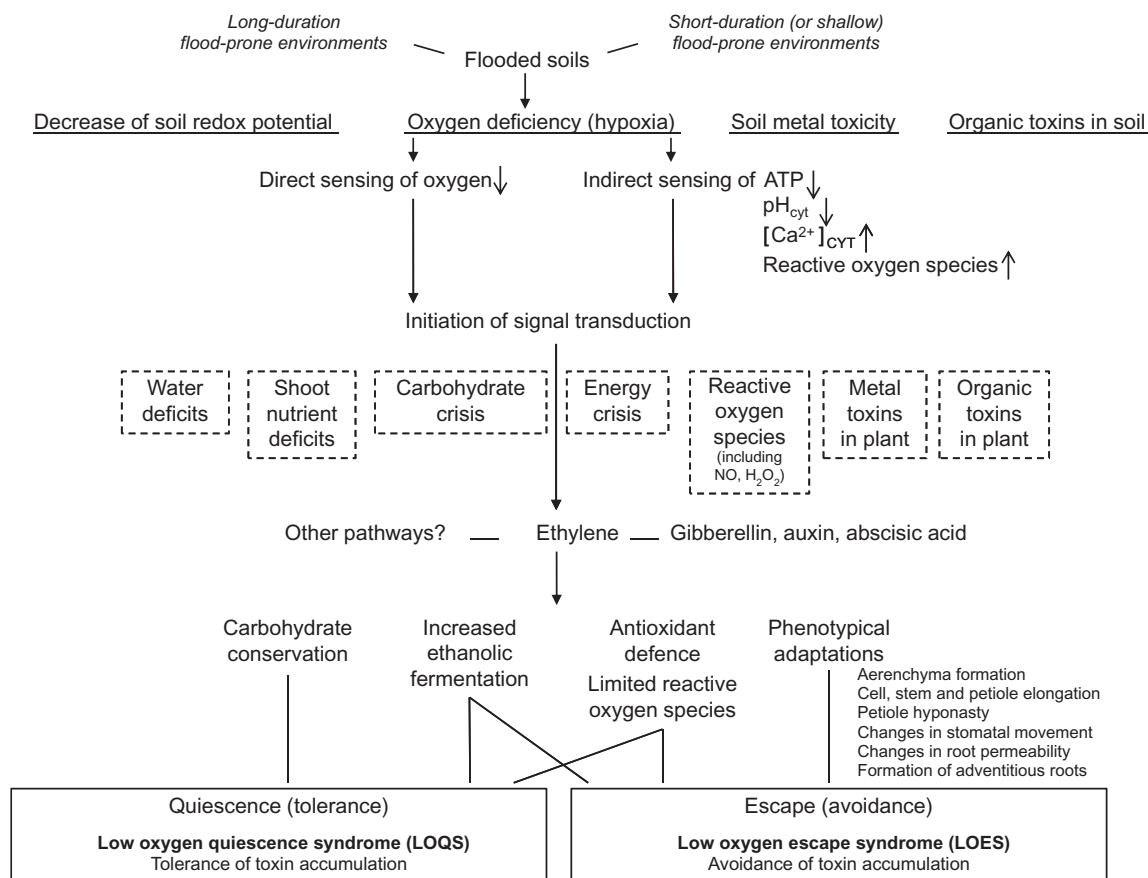 Long-duration
flood-prone environments
Short-duration (or shallow)
flood-prone environments
Flooded soils
Decrease of soil redox potential
Oxygen deficiency (hypoxia)
Soil metal toxicity
Organic toxins in soil
Direct sensing of oxygen↓
Indirect sensing of ATP↓
pHcyt↓
[Ca²⁺]CYT↑
Reactive oxygen species↑
Initiation of signal transduction
Water
deficits
Shoot
nutrient
deficits
Carbohydrate
crisis
Energy
crisis
Reactive
oxygen
species
(including
NO, H₂O₂)
Metal
toxins
in plant
Organic
toxins
in plant
Other pathways? — Ethylene — Gibberellin, auxin, abscisic acid
Carbohydrate
conservation
Increased
ethanolic
fermentation
Antioxidant
defence
Limited reactive
oxygen species
Phenotypical
adaptations
Aerenchyma formation
Cell, stem and petiole elongation
Petiole hyponasty
Changes in stomatal movement
Changes in root permeability
Formation of adventitious roots
Quiescence (tolerance)
Low oxygen quiescence syndrome (LOQS)
Tolerance of toxin accumulation
Escape (avoidance)
Low oxygen escape syndrome (LOES)
Avoidance of toxin accumulation